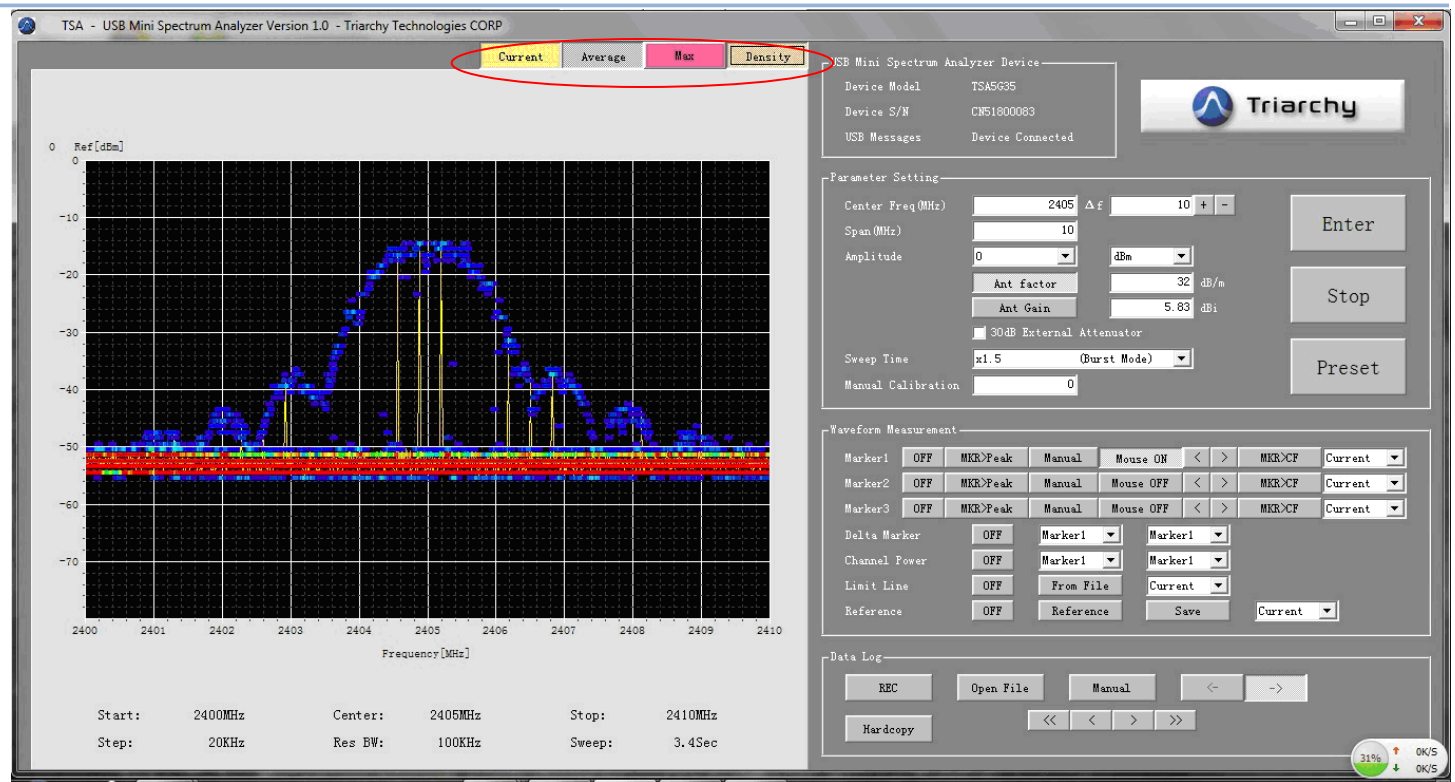 TSA - USB Mini Spectrum Analyzer Version 1.0 - Triarchy Technologies CORP
Current Average Max Density
0 Ref[dBm]
0
-10
-20
-30
-40
-50
-60
-70
2400 2401 2402 2403 2404 2405 2406 2407 2408 2409 2410
Frequency[MHz]
Start: 2400MHz Center: 2405MHz Stop: 2410MHz
Step: 20KHz Res BW: 100KHz Sweep: 3.4Sec
USB Mini Spectrum Analyzer Device
Device Model TSA5G35
Device S/N CN51800083
USB Messages Device Connected
Triarchy
Parameter Setting
Center Freq(MHz) 2405 Δf 10 + -
Span(MHz) 10
Amplitude 0 dBm
Ant factor 32 dB/m
Ant Gain 5.83 dBi
30dB External Attenuator
Sweep Time x1.5 (Burst Mode)
Manual Calibration 0
Enter
Stop
Preset
Waveform Measurement
Marker1 OFF MKR>Peak Manual Mouse ON < > MKR>CF Current
Marker2 OFF MKR>Peak Manual Mouse OFF < > MKR>CF Current
Marker3 OFF MKR>Peak Manual Mouse OFF < > MKR>CF Current
Delta Marker OFF Marker1 Marker1
Channel Power OFF Marker1 Marker1
Limit Line OFF From File Current
Reference OFF Reference Save Current
Data Log
REC Open File Manual <- ->
Hardcopy << < > >>
31% 0K/S
0K/S